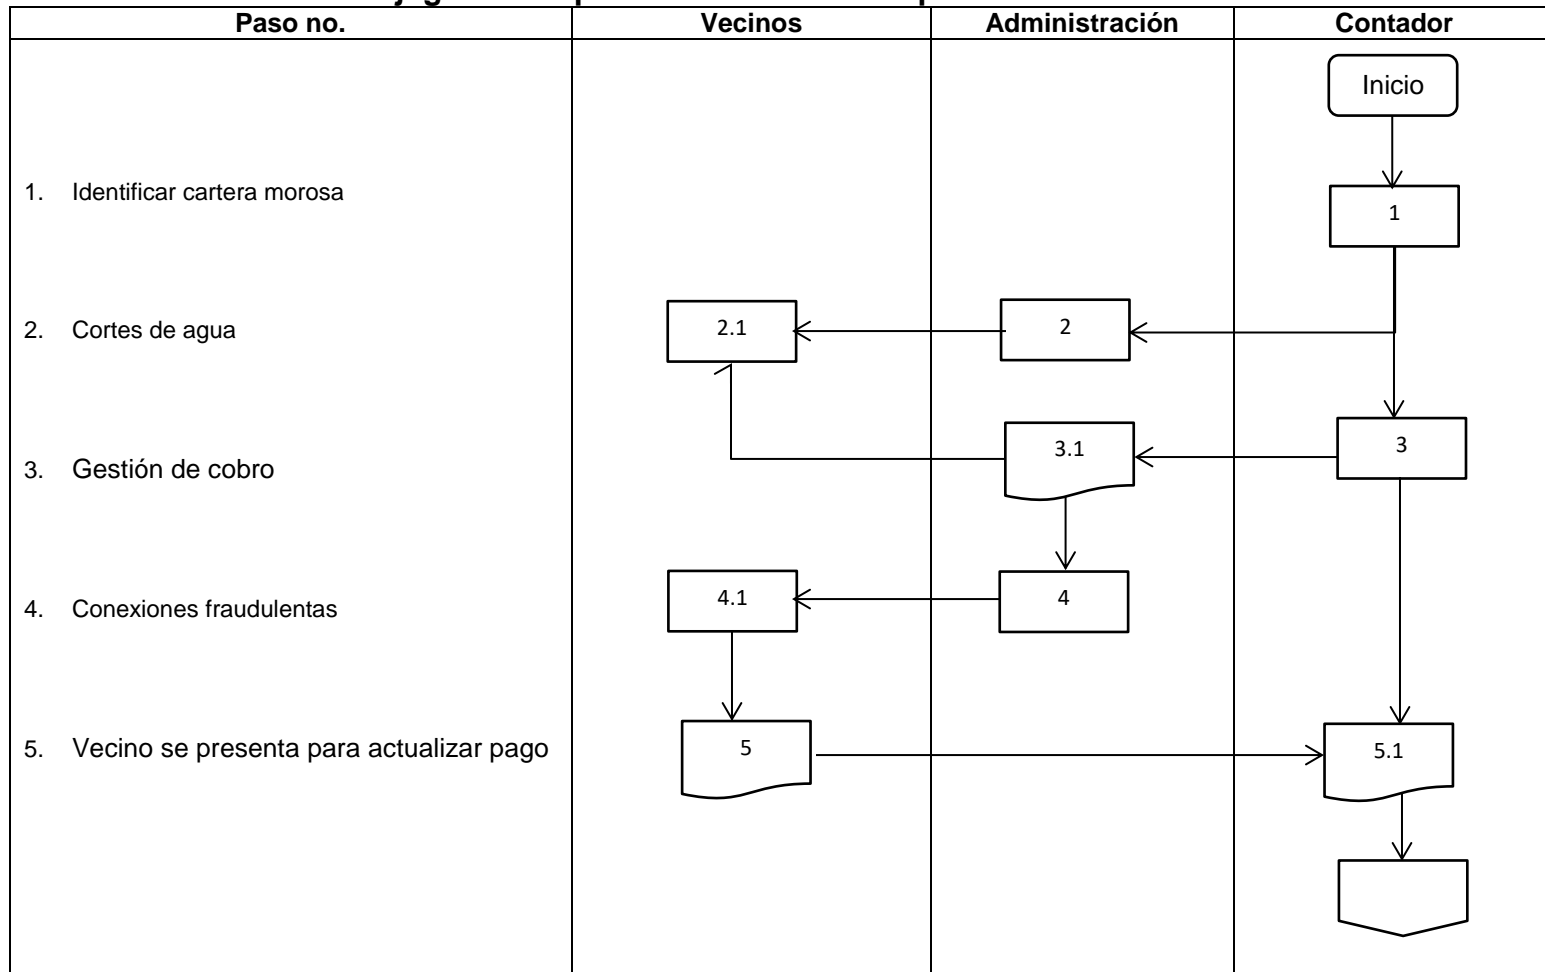 Paso no. Vecinos Administración Contador
Inicio
1. Identificar cartera morosa
1
2. Cortes de agua
2.1 2
3. Gestión de cobro
3.1 3
4. Conexiones fraudulentas
4.1 4
5. Vecino se presenta para actualizar pago
5 5.1